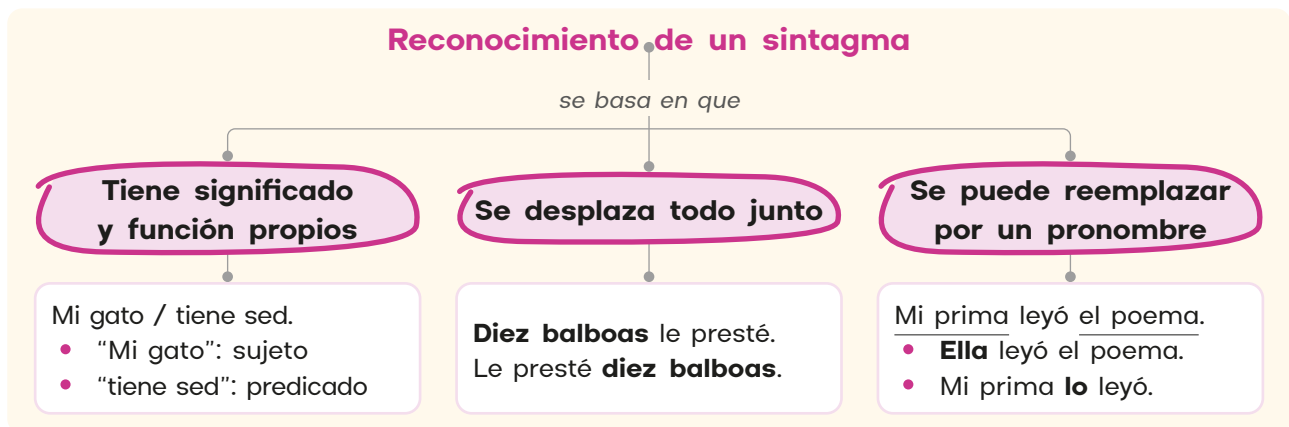 Reconocimiento de un sintagma
se basa en que
Tiene significado
y función propios
Mi gato / tiene sed.
• “Mi gato”: sujeto
• “tiene sed”: predicado
Se desplaza todo junto
Diez balboas le presté.
Le presté diez balboas.
Se puede reemplazar
por un pronombre
Mi prima leyó el poema.
• Ella leyó el poema.
• Mi prima lo leyó.